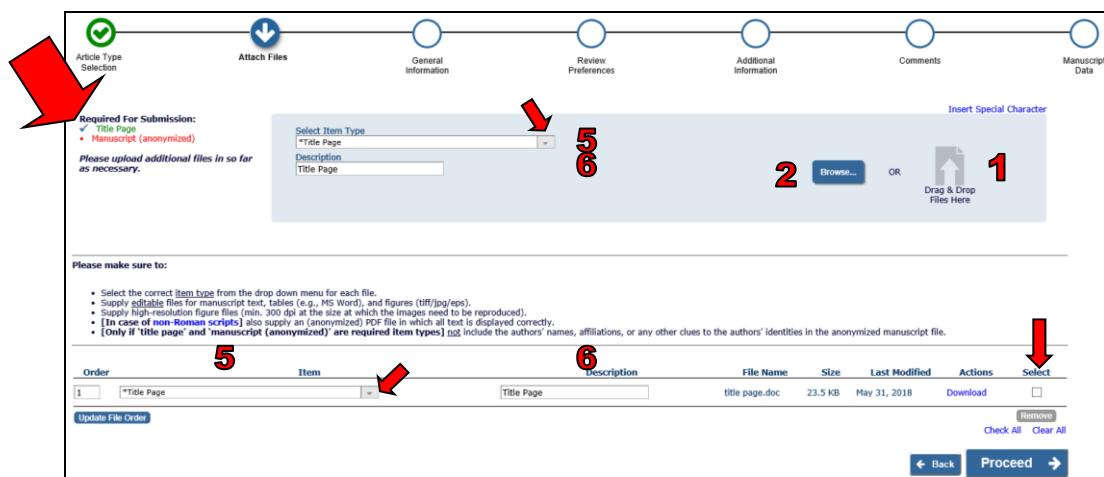 Article Type
Selection
Attach Files
General
Information
Review
Preferences
Additional
Information
Comments
Manuscript
Data
Insert Special Character
Required For Submission:
✓ Title Page
• Manuscript (anonymized)
Please upload additional files in so far
as necessary.
Select Item Type
*Title Page
5
Description
6
Title Page
2
Browse...
OR
1
Drag & Drop
Files Here
Please make sure to:
• Select the correct item type from the drop down menu for each file.
• Supply editable files for manuscript text, tables (e.g., MS Word), and figures (tiff/jpg/eps).
• Supply high-resolution figure files (min. 300 dpi at the size at which the images need to be reproduced).
• [In case of non-Roman scripts] also supply an (anonymized) PDF file in which all text is displayed correctly.
• [Only if 'title page' and 'manuscript (anonymized)' are required item types] not include the authors' names, affiliations, or any other clues to the authors' identities in the anonymized manuscript file.
5 6
Order Item Description File Name Size Last Modified Actions Select
1 *Title Page Title Page title page.doc 23.5 KB May 31, 2018 Download
Update File Order Remove
Check All Clear All
← Back Proceed →